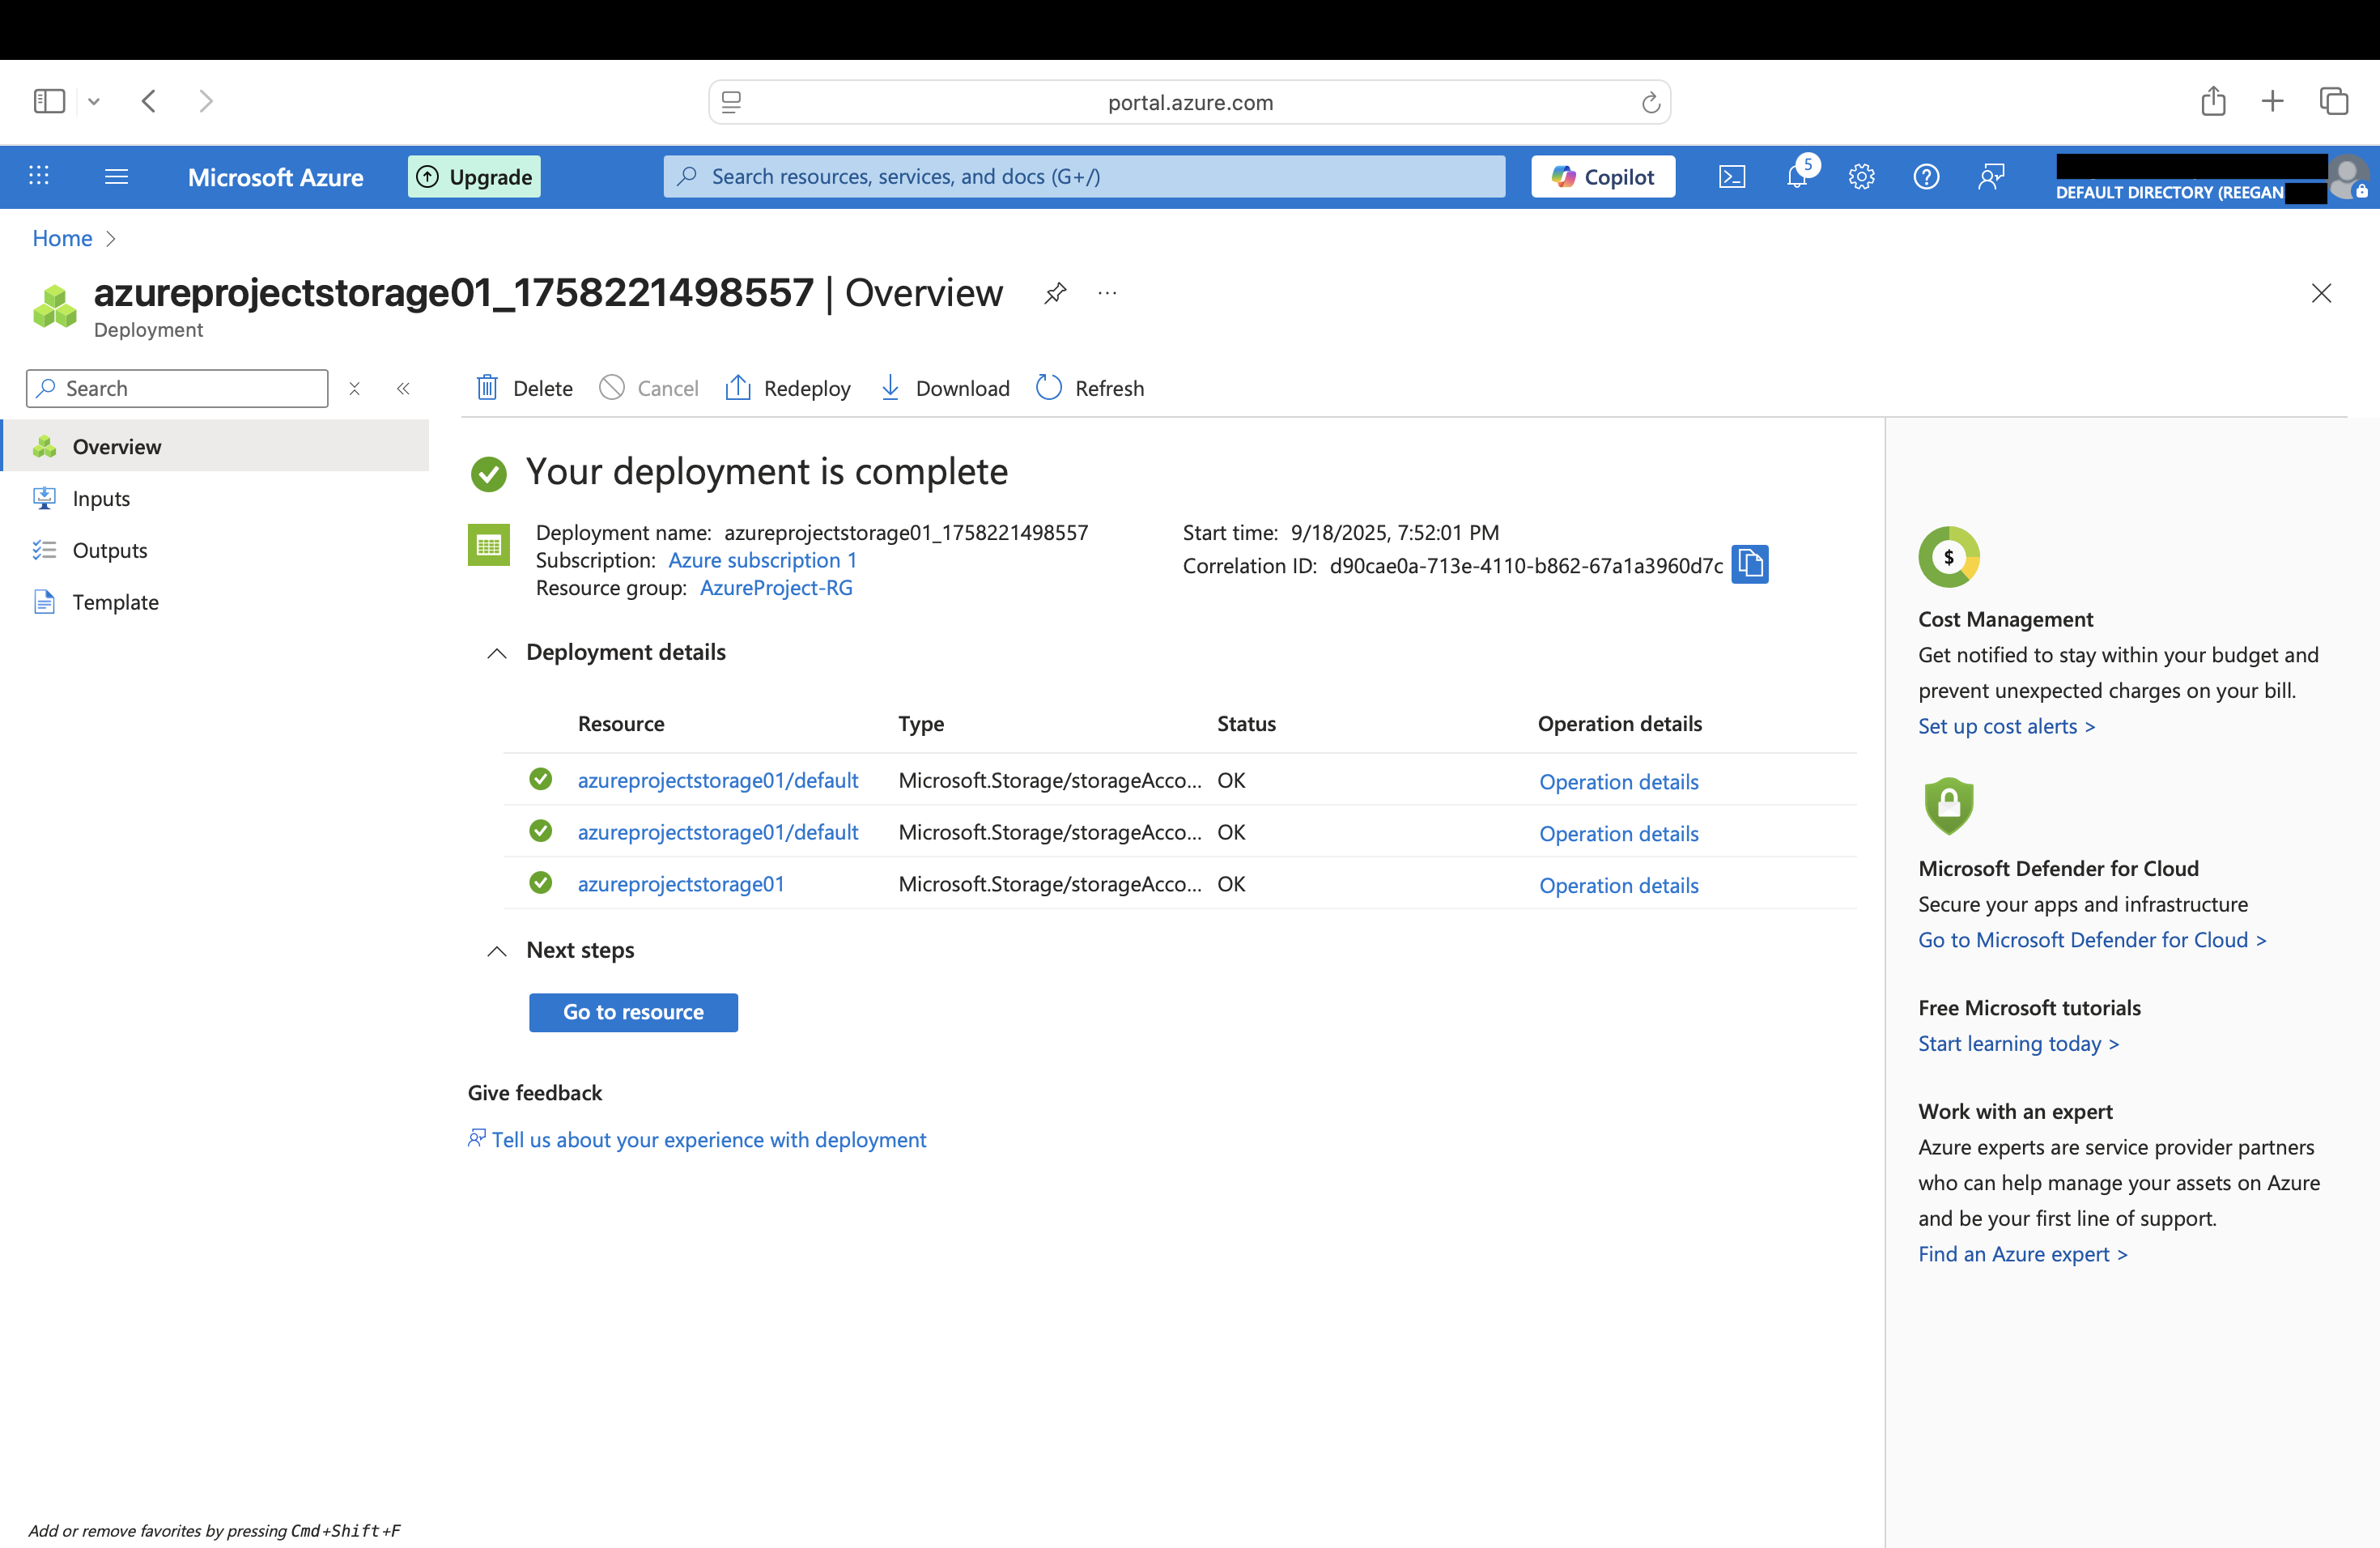 portal.azure.com
Microsoft Azure
Upgrade
Search resources, services, and docs (G+/)
Copilot
5
DEFAULT DIRECTORY (REEGAN
Home
azureprojectstorage01_1758221498557 | Overview
Deployment
Search
Overview
Inputs
Outputs
Template
Delete
Cancel
Redeploy
Download
Refresh
Your deployment is complete
Deployment name: azureprojectstorage01_1758221498557
Subscription: Azure subscription 1
Resource group: AzureProject-RG
Start time: 9/18/2025, 7:52:01 PM
Correlation ID: d90cae0a-713e-4110-b862-67a1a3960d7c
Deployment details
Resource Type Status Operation details
azureprojectstorage01/default Microsoft.Storage/storageAcco... OK Operation details
azureprojectstorage01/default Microsoft.Storage/storageAcco... OK Operation details
azureprojectstorage01 Microsoft.Storage/storageAcco... OK Operation details
Next steps
Go to resource
Give feedback
Tell us about your experience with deployment
$
Cost Management
Get notified to stay within your budget and
prevent unexpected charges on your bill.
Set up cost alerts >
Microsoft Defender for Cloud
Secure your apps and infrastructure
Go to Microsoft Defender for Cloud >
Free Microsoft tutorials
Start learning today >
Work with an expert
Azure experts are service provider partners
who can help manage your assets on Azure
and be your first line of support.
Find an Azure expert >
Add or remove favorites by pressing Cmd+Shift+F